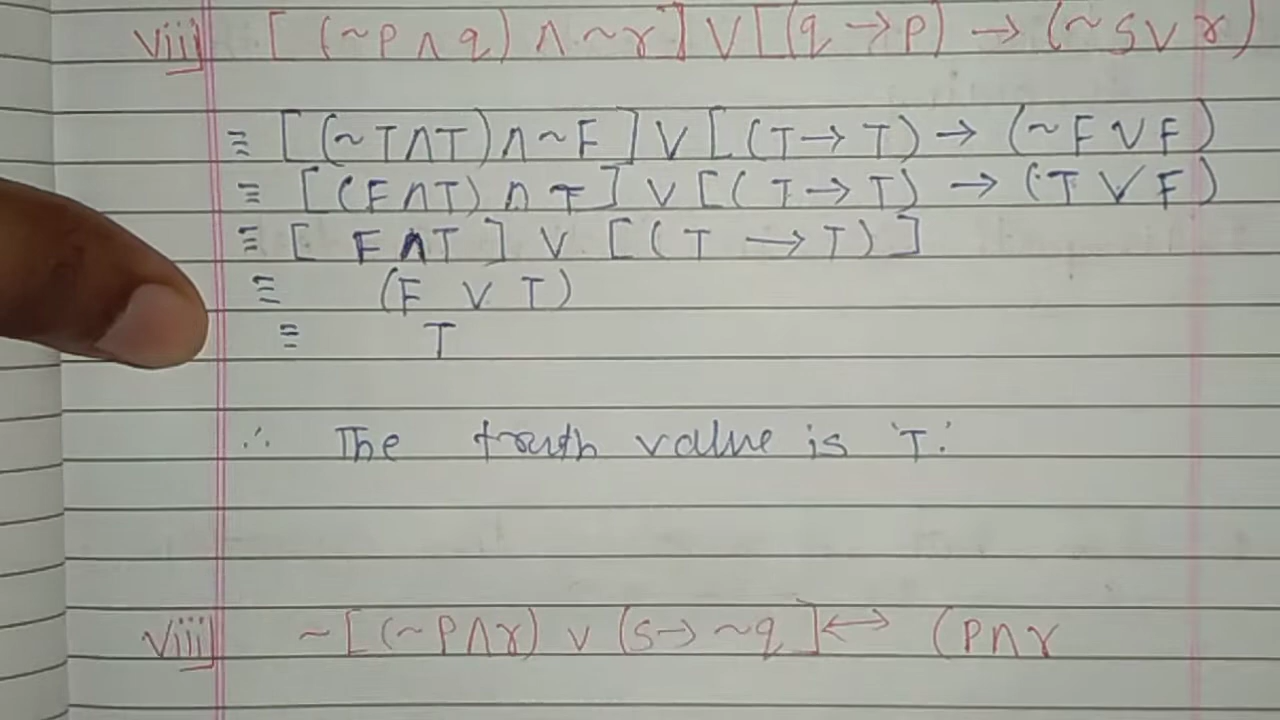 vii] [ (~p ∧ q) ∧ ~r ] ∨ [ (q → p) → (~s ∨ r)
≡ [ (~T ∧ T) ∧ ~F ] ∨ [ (T → T) → (~F ∨ F)
≡ [ (F ∧ T) ∧ T ] ∨ [ ( T → T) → (T ∨ F)
≡ [ F ∧ T ] ∨ [ ( T → T) ]
≡ (F ∨ T)
≡ T
∴ The truth value is 'T'.
viii] ~ [ (~p ∧ r) ∨ (s → ~q ] ↔ (p ∧ r